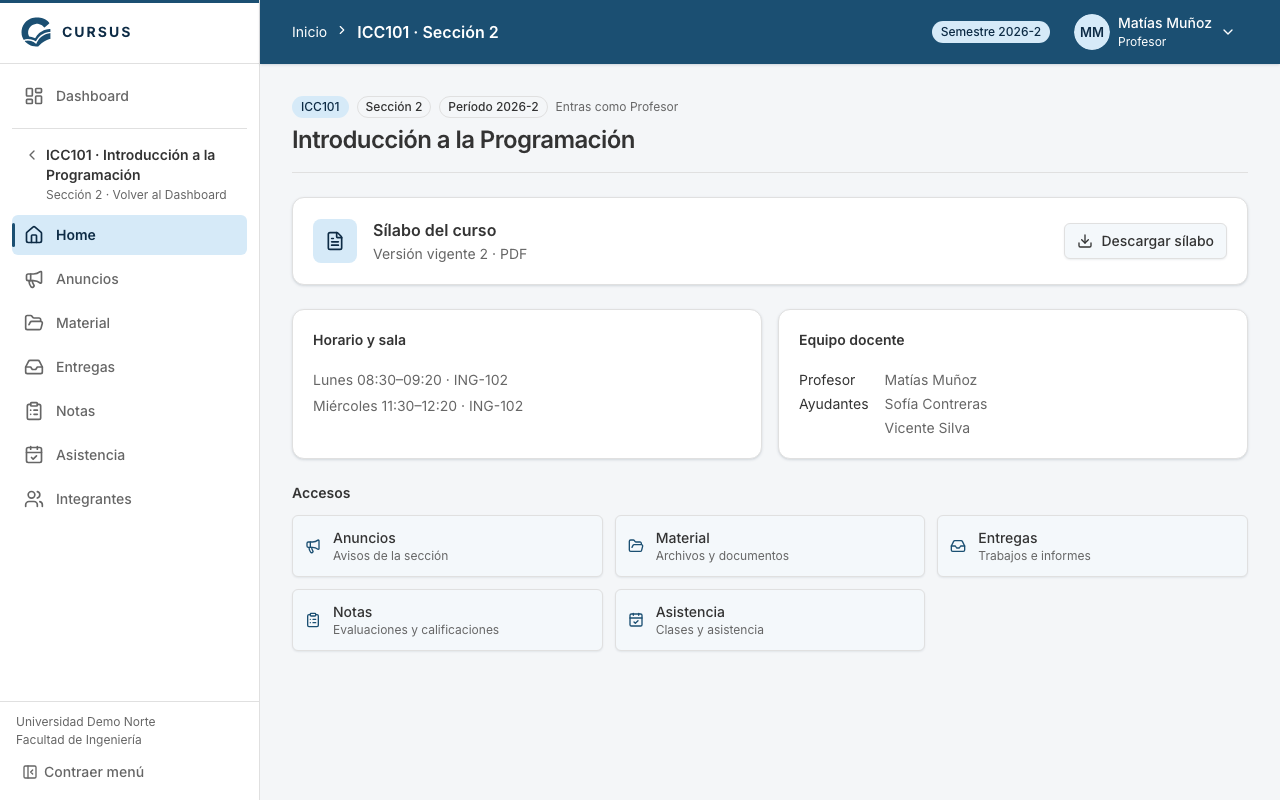 CURSUS
Inicio
ICC101 · Sección 2
Semestre 2026-2
MM
Matías Muñoz
Profesor
Dashboard
ICC101 · Introducción a la
Programación
Sección 2 · Volver al Dashboard
Home
Anuncios
Material
Entregas
Notas
Asistencia
Integrantes
Universidad Demo Norte
Facultad de Ingeniería
Contraer menú
ICC101
Sección 2
Período 2026-2
Entras como Profesor
Introducción a la Programación
Sílabo del curso
Versión vigente 2 · PDF
Descargar sílabo
Horario y sala
Lunes 08:30–09:20 · ING-102
Miércoles 11:30–12:20 · ING-102
Equipo docente
Profesor Matías Muñoz
Ayudantes Sofía Contreras
Vicente Silva
Accesos
Anuncios
Avisos de la sección
Material
Archivos y documentos
Entregas
Trabajos e informes
Notas
Evaluaciones y calificaciones
Asistencia
Clases y asistencia